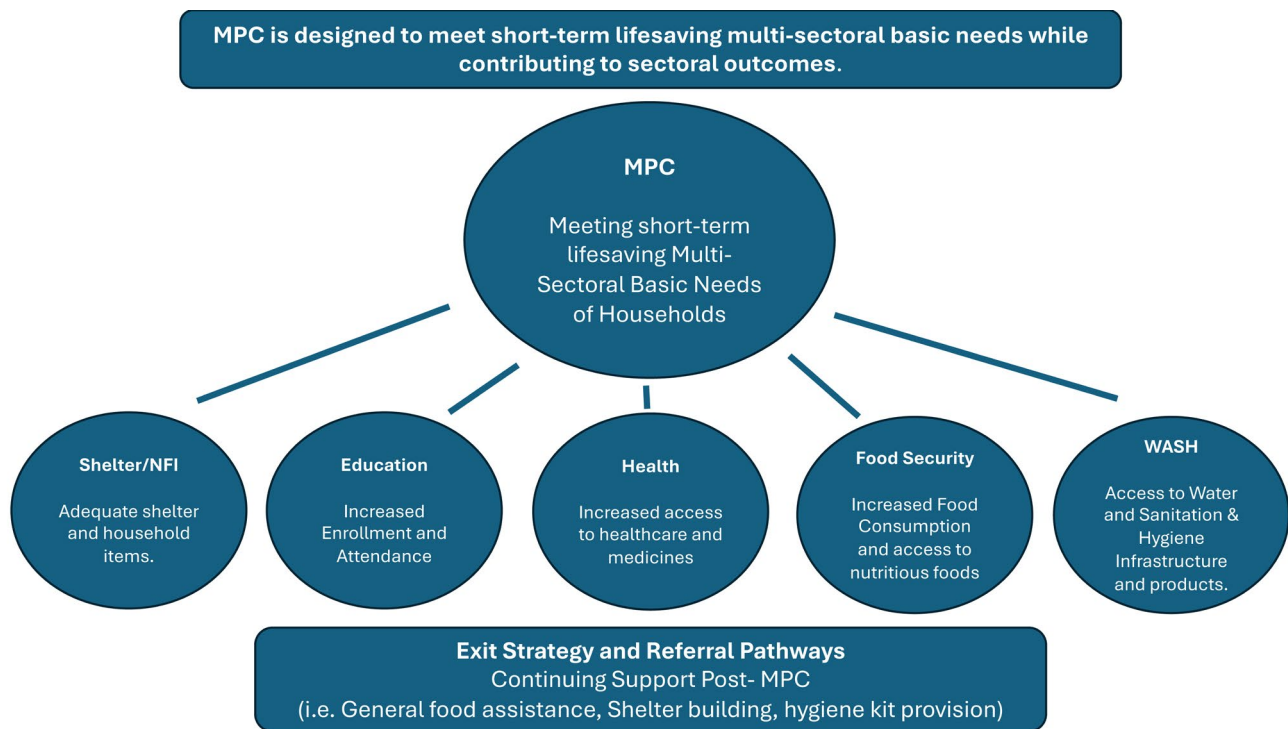 MPC is designed to meet short-term lifesaving multi-sectoral basic needs while
contributing to sectoral outcomes.
MPC
Meeting short-term
lifesaving Multi-
Sectoral Basic Needs
of Households
Shelter/NFI
Adequate shelter
and household
items.
Education
Increased
Enrollment and
Attendance
Health
Increased access
to healthcare and
medicines
Food Security
Increased Food
Consumption
and access to
nutritious foods
WASH
Access to Water
and Sanitation &
Hygiene
Infrastructure
and products.
Exit Strategy and Referral Pathways
Continuing Support Post- MPC
(i.e. General food assistance, Shelter building, hygiene kit provision)